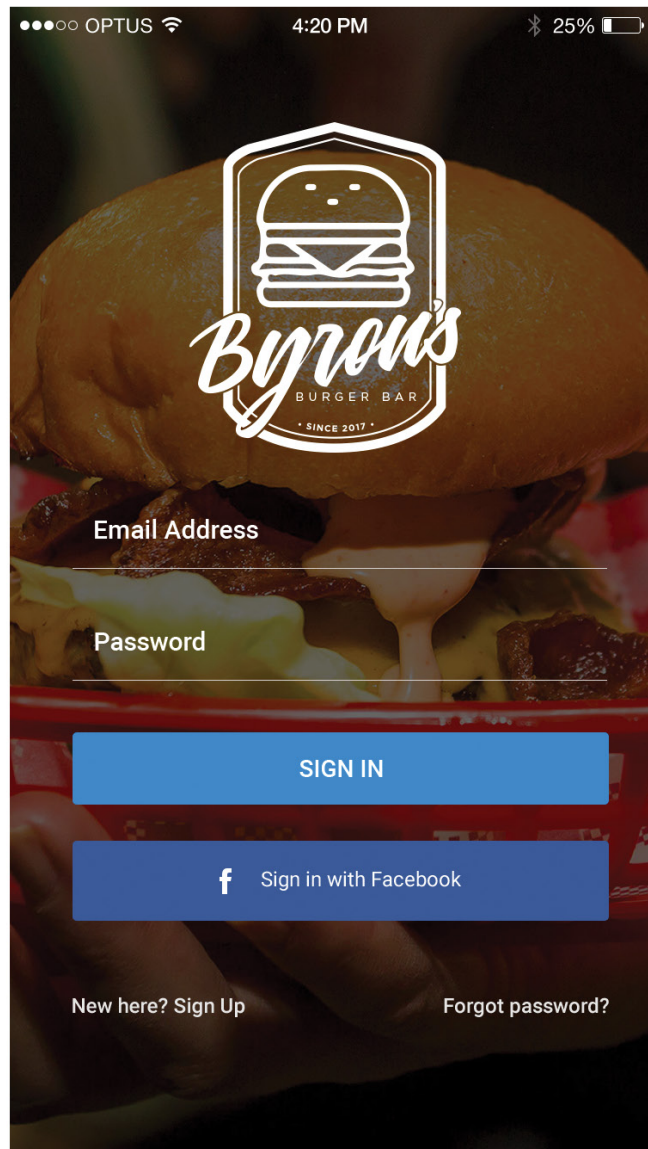 OPTUS 4:20 PM 25%
Byron's
BURGER BAR
• SINCE 2017 •
Email Address
Password
SIGN IN
f Sign in with Facebook
New here? Sign Up Forgot password?